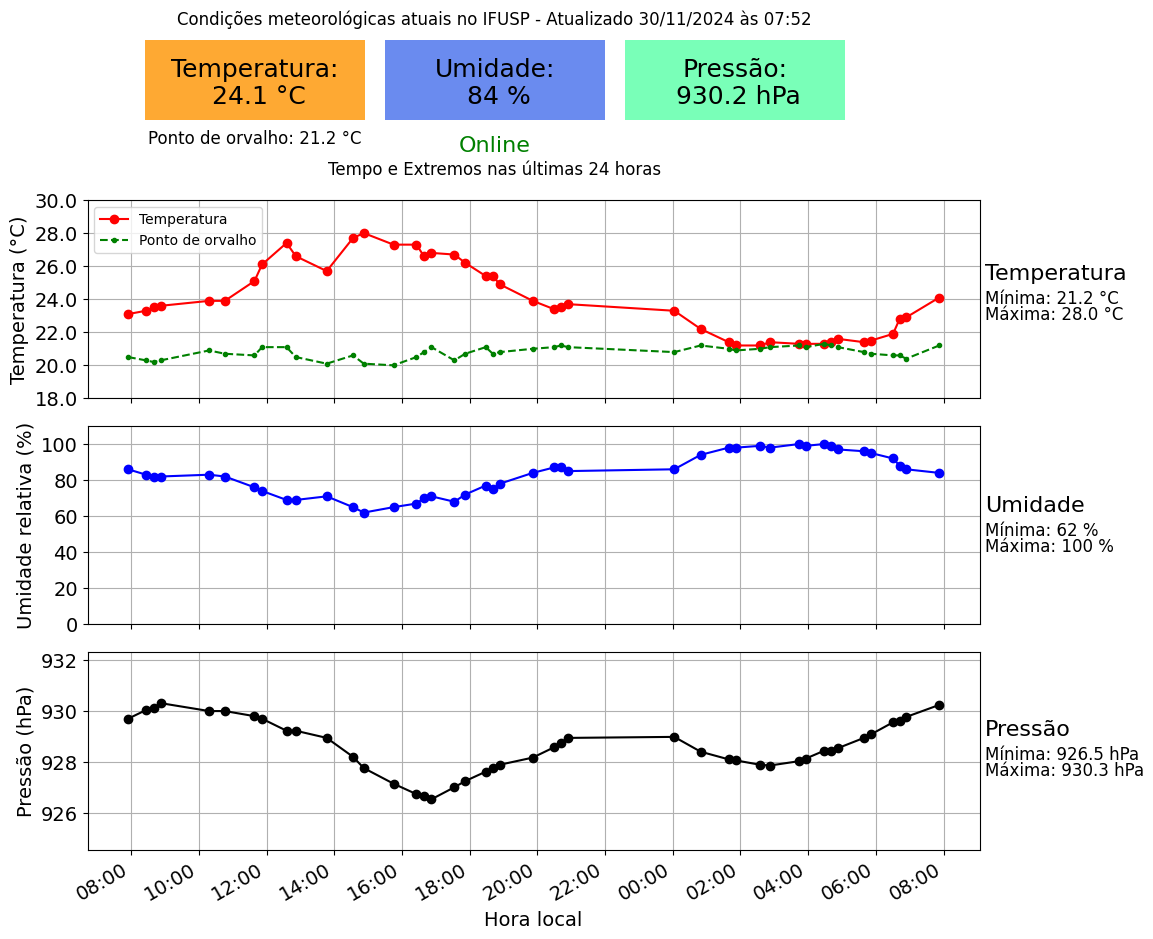 Condições meteorológicas atuais no IFUSP - Atualizado 30/11/2024 às 07:52
Temperatura:
24.1 °C
Umidade:
84 %
Pressão:
930.2 hPa
Ponto de orvalho: 21.2 °C
Online
Tempo e Extremos nas últimas 24 horas
Temperatura (°C)
30.0
28.0
26.0
24.0
22.0
20.0
18.0
Temperatura
Ponto de orvalho
Temperatura
Mínima: 21.2 °C
Máxima: 28.0 °C
Umidade relativa (%)
100
80
60
40
20
0
Umidade
Mínima: 62 %
Máxima: 100 %
Pressão (hPa)
932
930
928
926
Pressão
Mínima: 926.5 hPa
Máxima: 930.3 hPa
08:00
10:00
12:00
14:00
16:00
18:00
20:00
22:00
00:00
02:00
04:00
06:00
08:00
Hora local